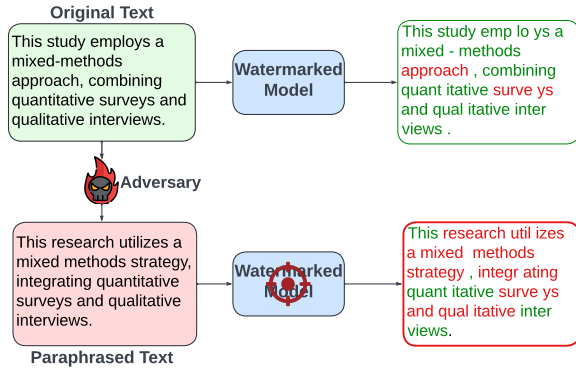 Original Text
This study employs a
mixed-methods
approach, combining
quantitative surveys and
qualitative interviews.
Watermarked
Model
This study emp lo ys a
mixed - methods
approach , combining
quant itative surve ys
and qual itative inter
views .
Adversary
This research utilizes a
mixed methods strategy,
integrating quantitative
surveys and qualitative
interviews.
Watermarked
Model
This research util izes
a mixed methods
strategy , integr ating
quant itative surve ys
and qual itative inter
views.
Paraphrased Text